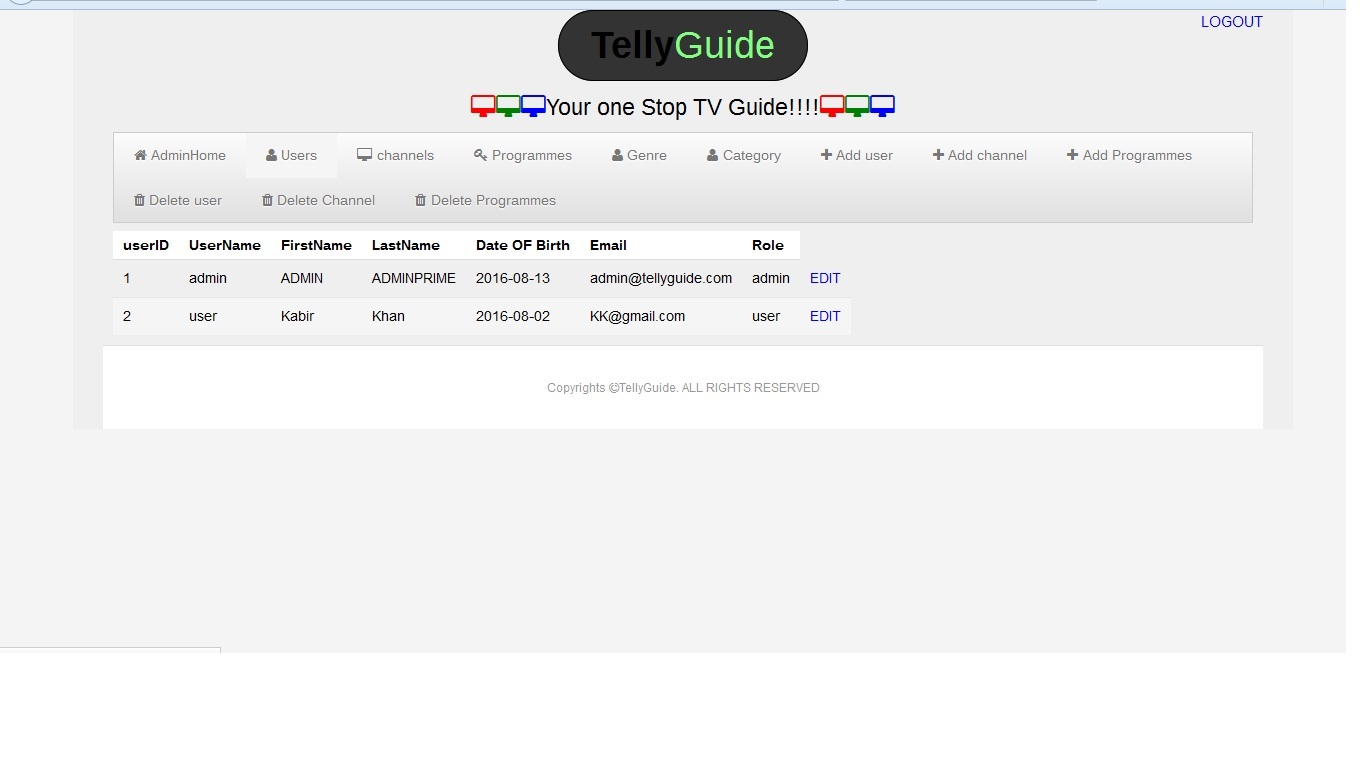 LOGOUT
TellyGuide
Your one Stop TV Guide!!!!
AdminHome Users channels Programmes Genre Category Add user Add channel Add Programmes
Delete user Delete Channel Delete Programmes
userID UserName FirstName LastName Date OF Birth Email Role
1 admin ADMIN ADMINPRIME 2016-08-13 admin@tellyguide.com admin EDIT
2 user Kabir Khan 2016-08-02 KK@gmail.com user EDIT
Copyrights ©TellyGuide. ALL RIGHTS RESERVED